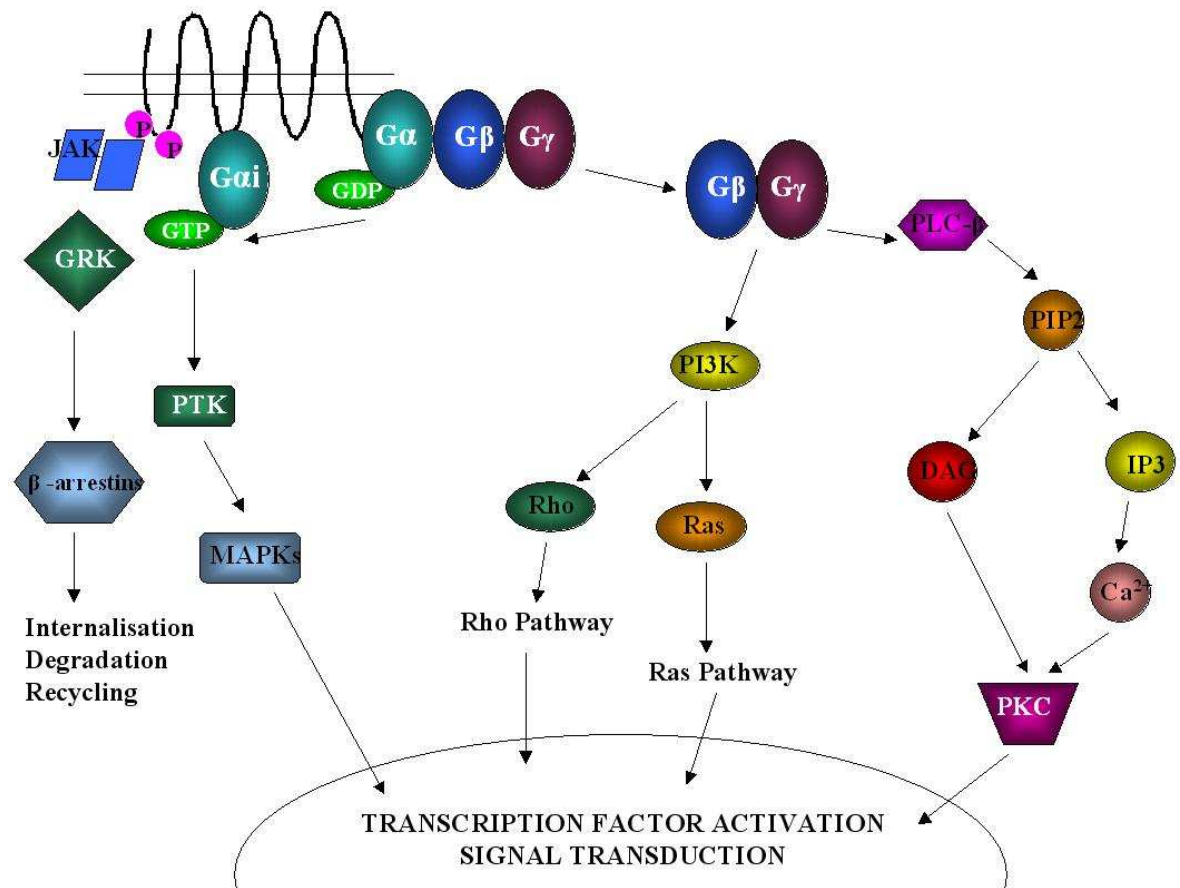 P
JAK
P
Gα
Gβ
Gγ
Gαi
GDP
GTP
Gβ
Gγ
PLC-β
GRK
PIP2
PI3K
PTK
DAG
IP3
β -arrestins
Rho
Ras
MAPKs
Ca²⁺
Rho Pathway
Internalisation
Degradation
Recycling
Ras Pathway
PKC
TRANSCRIPTION FACTOR ACTIVATION
SIGNAL TRANSDUCTION